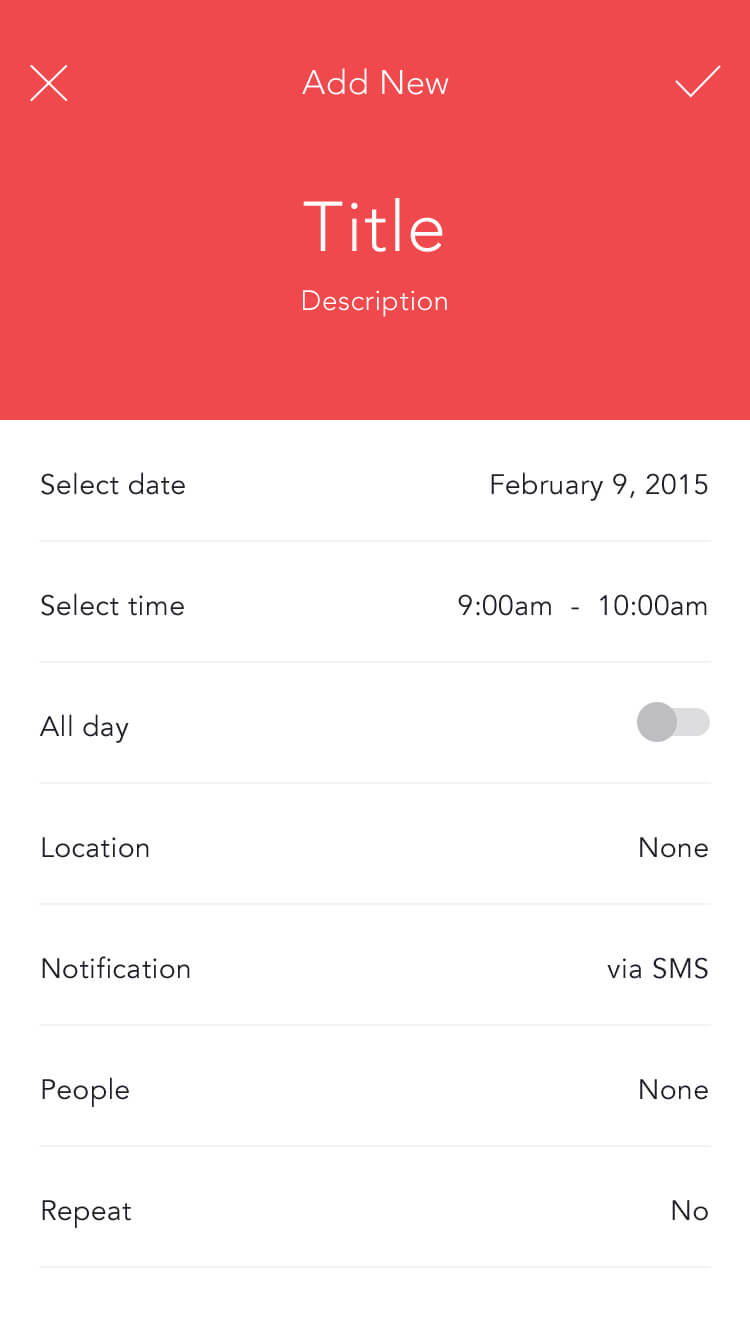 Add New
Title
Description
Select date February 9, 2015
Select time 9:00am - 10:00am
All day
Location None
Notification via SMS
People None
Repeat No